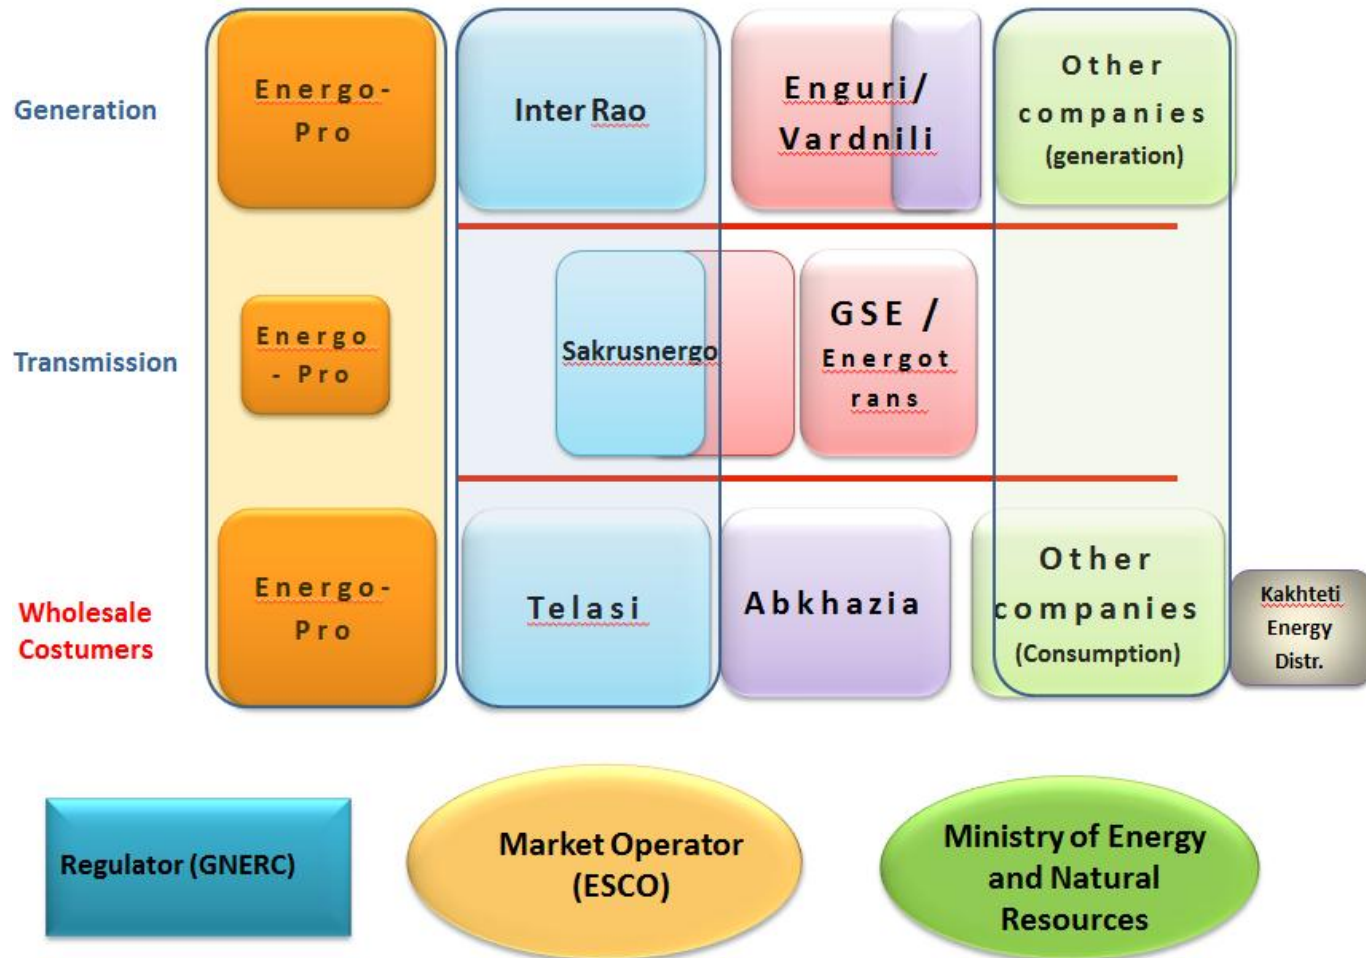 Generation
Energo-
Pro
Inter Rao
Enguri/
Vardnili
Other
companies
(generation)
Transmission
Energo
- Pro
Sakrusnergo
GSE /
Energot
rans
Wholesale
Costumers
Energo-
Pro
Telasi
Abkhazia
Other
companies
(Consumption)
Kakhteti
Energy
Distr.
Regulator (GNERC)
Market Operator
(ESCO)
Ministry of Energy
and Natural
Resources